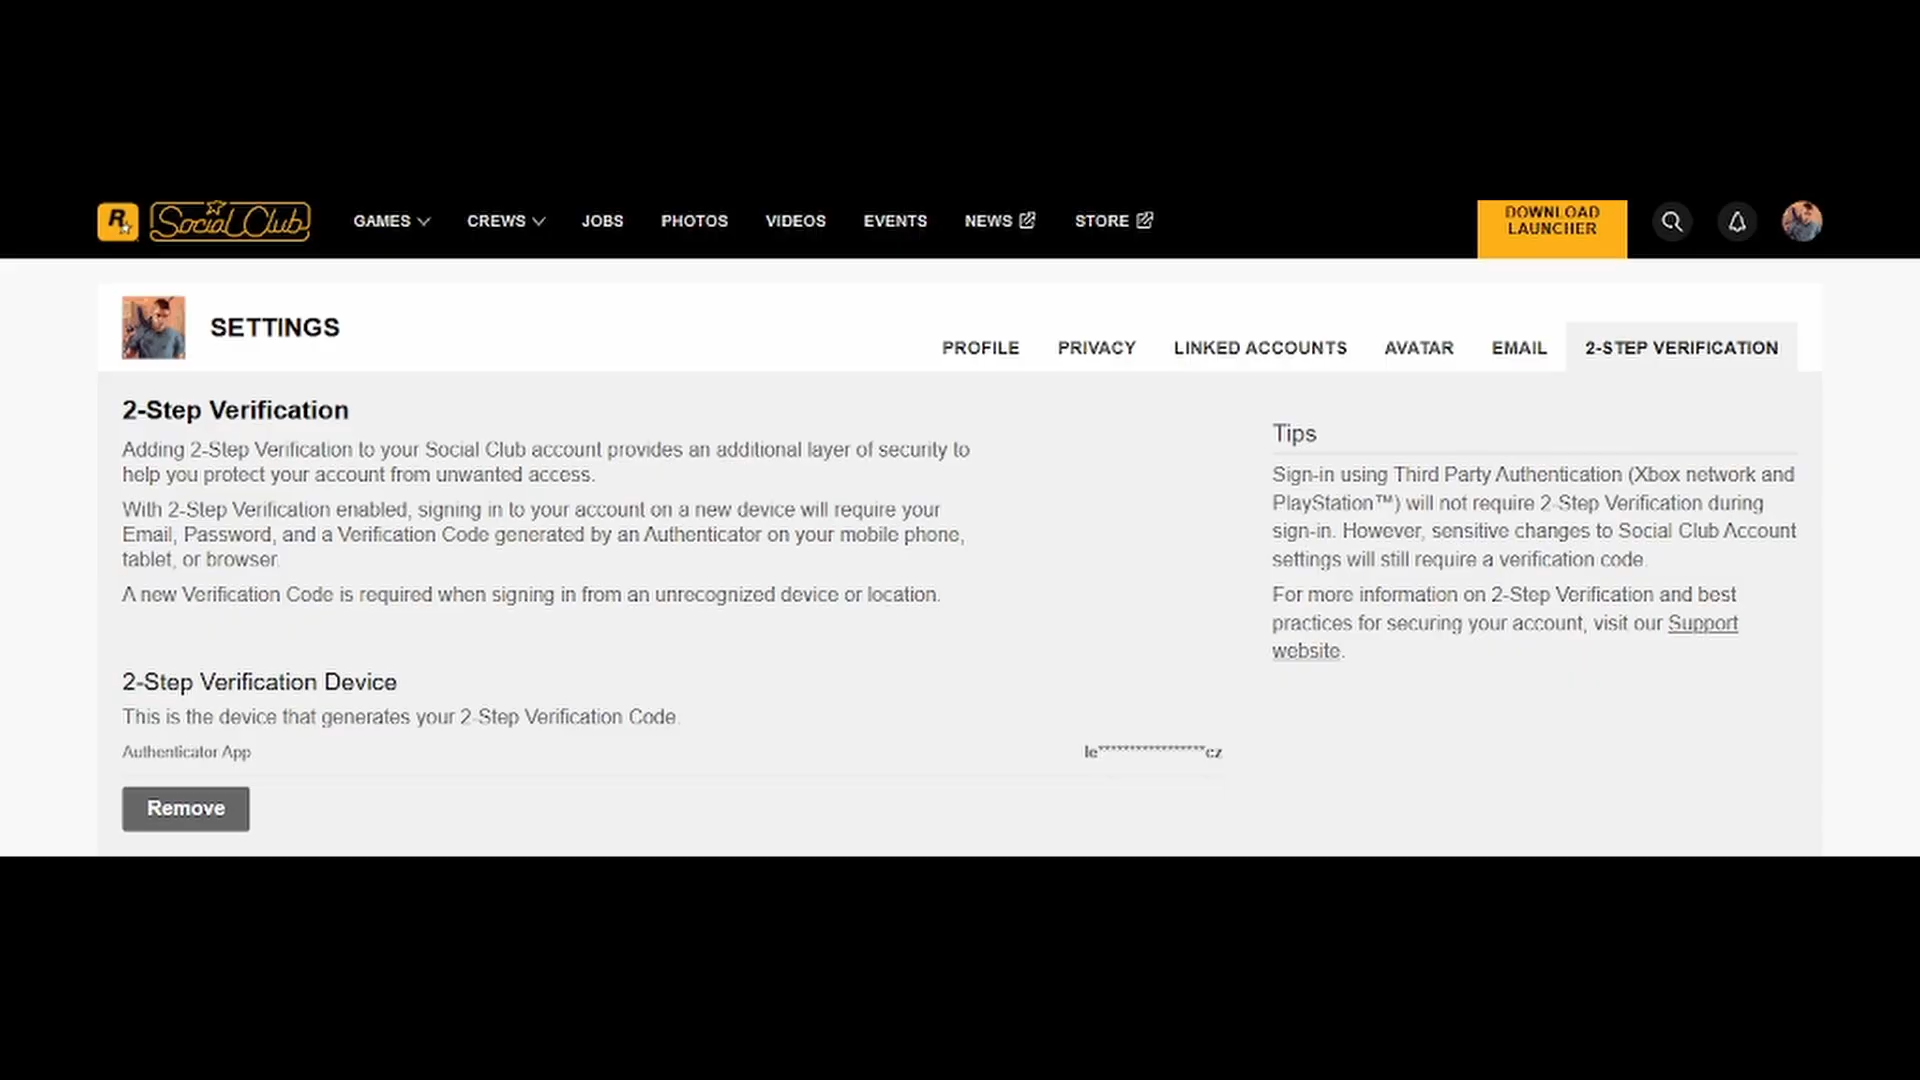 R
Social Club
GAMES
CREWS
JOBS
PHOTOS
VIDEOS
EVENTS
NEWS
STORE
DOWNLOAD
LAUNCHER
SETTINGS
PROFILE
PRIVACY
LINKED ACCOUNTS
AVATAR
EMAIL
2-STEP VERIFICATION
2-Step Verification
Adding 2-Step Verification to your Social Club account provides an additional layer of security to
help you protect your account from unwanted access.
With 2-Step Verification enabled, signing in to your account on a new device will require your
Email, Password, and a Verification Code generated by an Authenticator on your mobile phone,
tablet, or browser.
A new Verification Code is required when signing in from an unrecognized device or location.
2-Step Verification Device
This is the device that generates your 2-Step Verification Code.
Authenticator App
le*****************cz
Remove
Tips
Sign-in using Third Party Authentication (Xbox network and
PlayStation™) will not require 2-Step Verification during
sign-in. However, sensitive changes to Social Club Account
settings will still require a verification code.
For more information on 2-Step Verification and best
practices for securing your account, visit our Support
website.